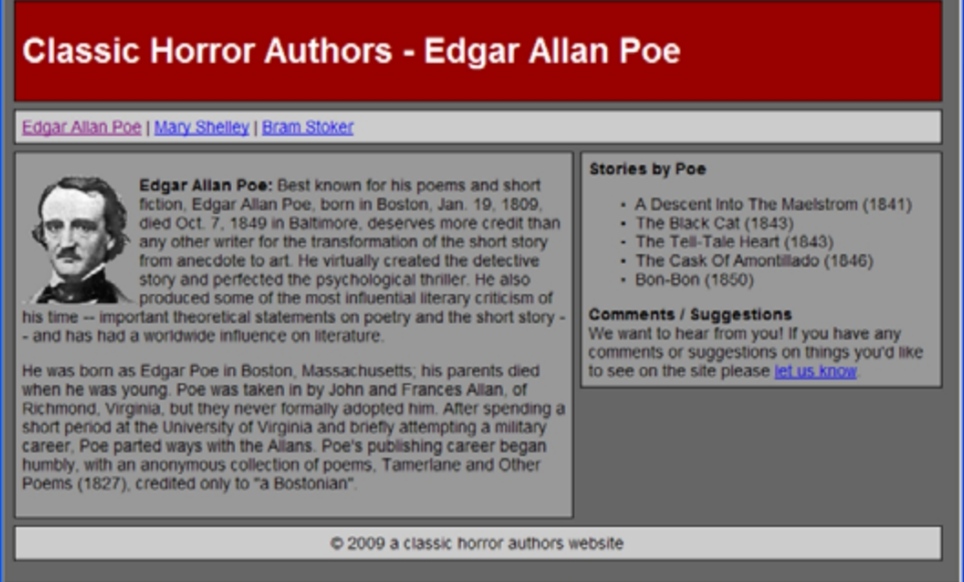 Classic Horror Authors - Edgar Allan Poe
Edgar Allan Poe | Mary Shelley | Bram Stoker
Edgar Allan Poe: Best known for his poems and short
fiction, Edgar Allan Poe, born in Boston, Jan. 19, 1809,
died Oct. 7, 1849 in Baltimore, deserves more credit than
any other writer for the transformation of the short story
from anecdote to art. He virtually created the detective
story and perfected the psychological thriller. He also
produced some of the most influential literary criticism of
his time -- important theoretical statements on poetry and the short story -
- and has had a worldwide influence on literature.
He was born as Edgar Poe in Boston, Massachusetts; his parents died
when he was young. Poe was taken in by John and Frances Allan, of
Richmond, Virginia, but they never formally adopted him. After spending a
short period at the University of Virginia and briefly attempting a military
career, Poe parted ways with the Allans. Poe's publishing career began
humbly, with an anonymous collection of poems, Tamerlane and Other
Poems (1827), credited only to "a Bostonian".
Stories by Poe
• A Descent Into The Maelstrom (1841)
• The Black Cat (1843)
• The Tell-Tale Heart (1843)
• The Cask Of Amontillado (1846)
• Bon-Bon (1850)
Comments / Suggestions
We want to hear from you! If you have any
comments or suggestions on things you'd like
to see on the site please let us know.
© 2009 a classic horror authors website